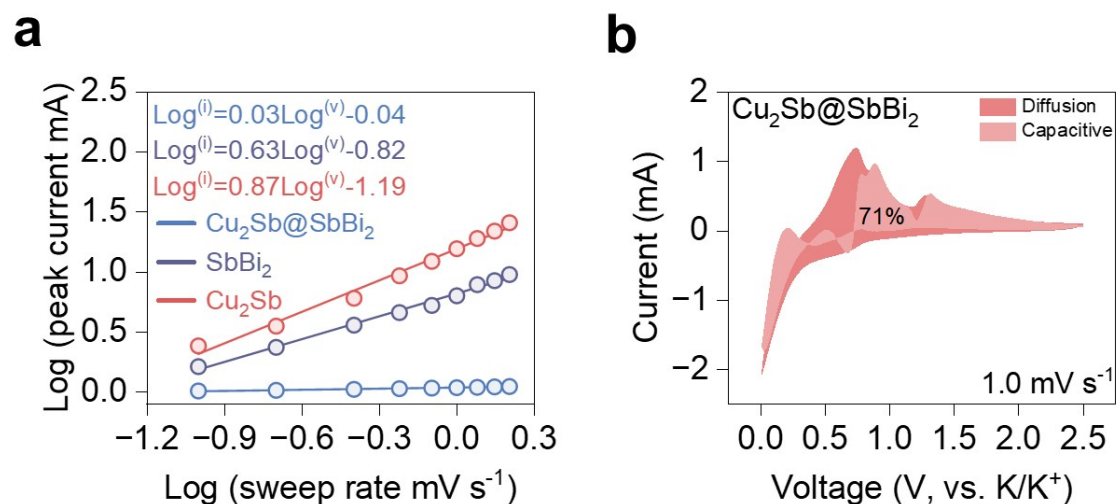 a
Log (peak current mA)
2.5
2.0
1.5
1.0
0.5
0.0
Log⁽ⁱ⁾=0.03Log⁽ᵛ⁾-0.04
Log⁽ⁱ⁾=0.63Log⁽ᵛ⁾-0.82
Log⁽ⁱ⁾=0.87Log⁽ᵛ⁾-1.19
Cu₂Sb@SbBi₂
SbBi₂
Cu₂Sb
−1.2 −0.9 −0.6 −0.3 0.0 0.3
Log (sweep rate mV s⁻¹)
b
Current (mA)
2
1
0
−1
−2
Cu₂Sb@SbBi₂
Diffusion
Capacitive
71%
1.0 mV s⁻¹
0.0 0.5 1.0 1.5 2.0 2.5
Voltage (V, vs. K/K⁺)